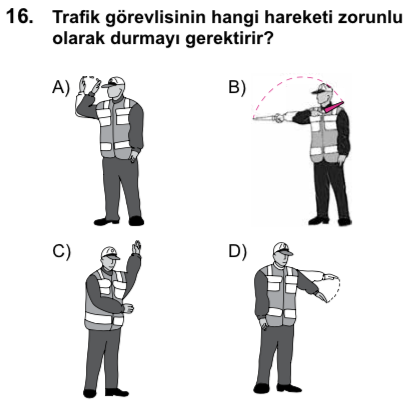 16. Trafik görevlisinin hangi hareketi zorunlu
olarak durmayı gerektirir?
A) B)
C) D)